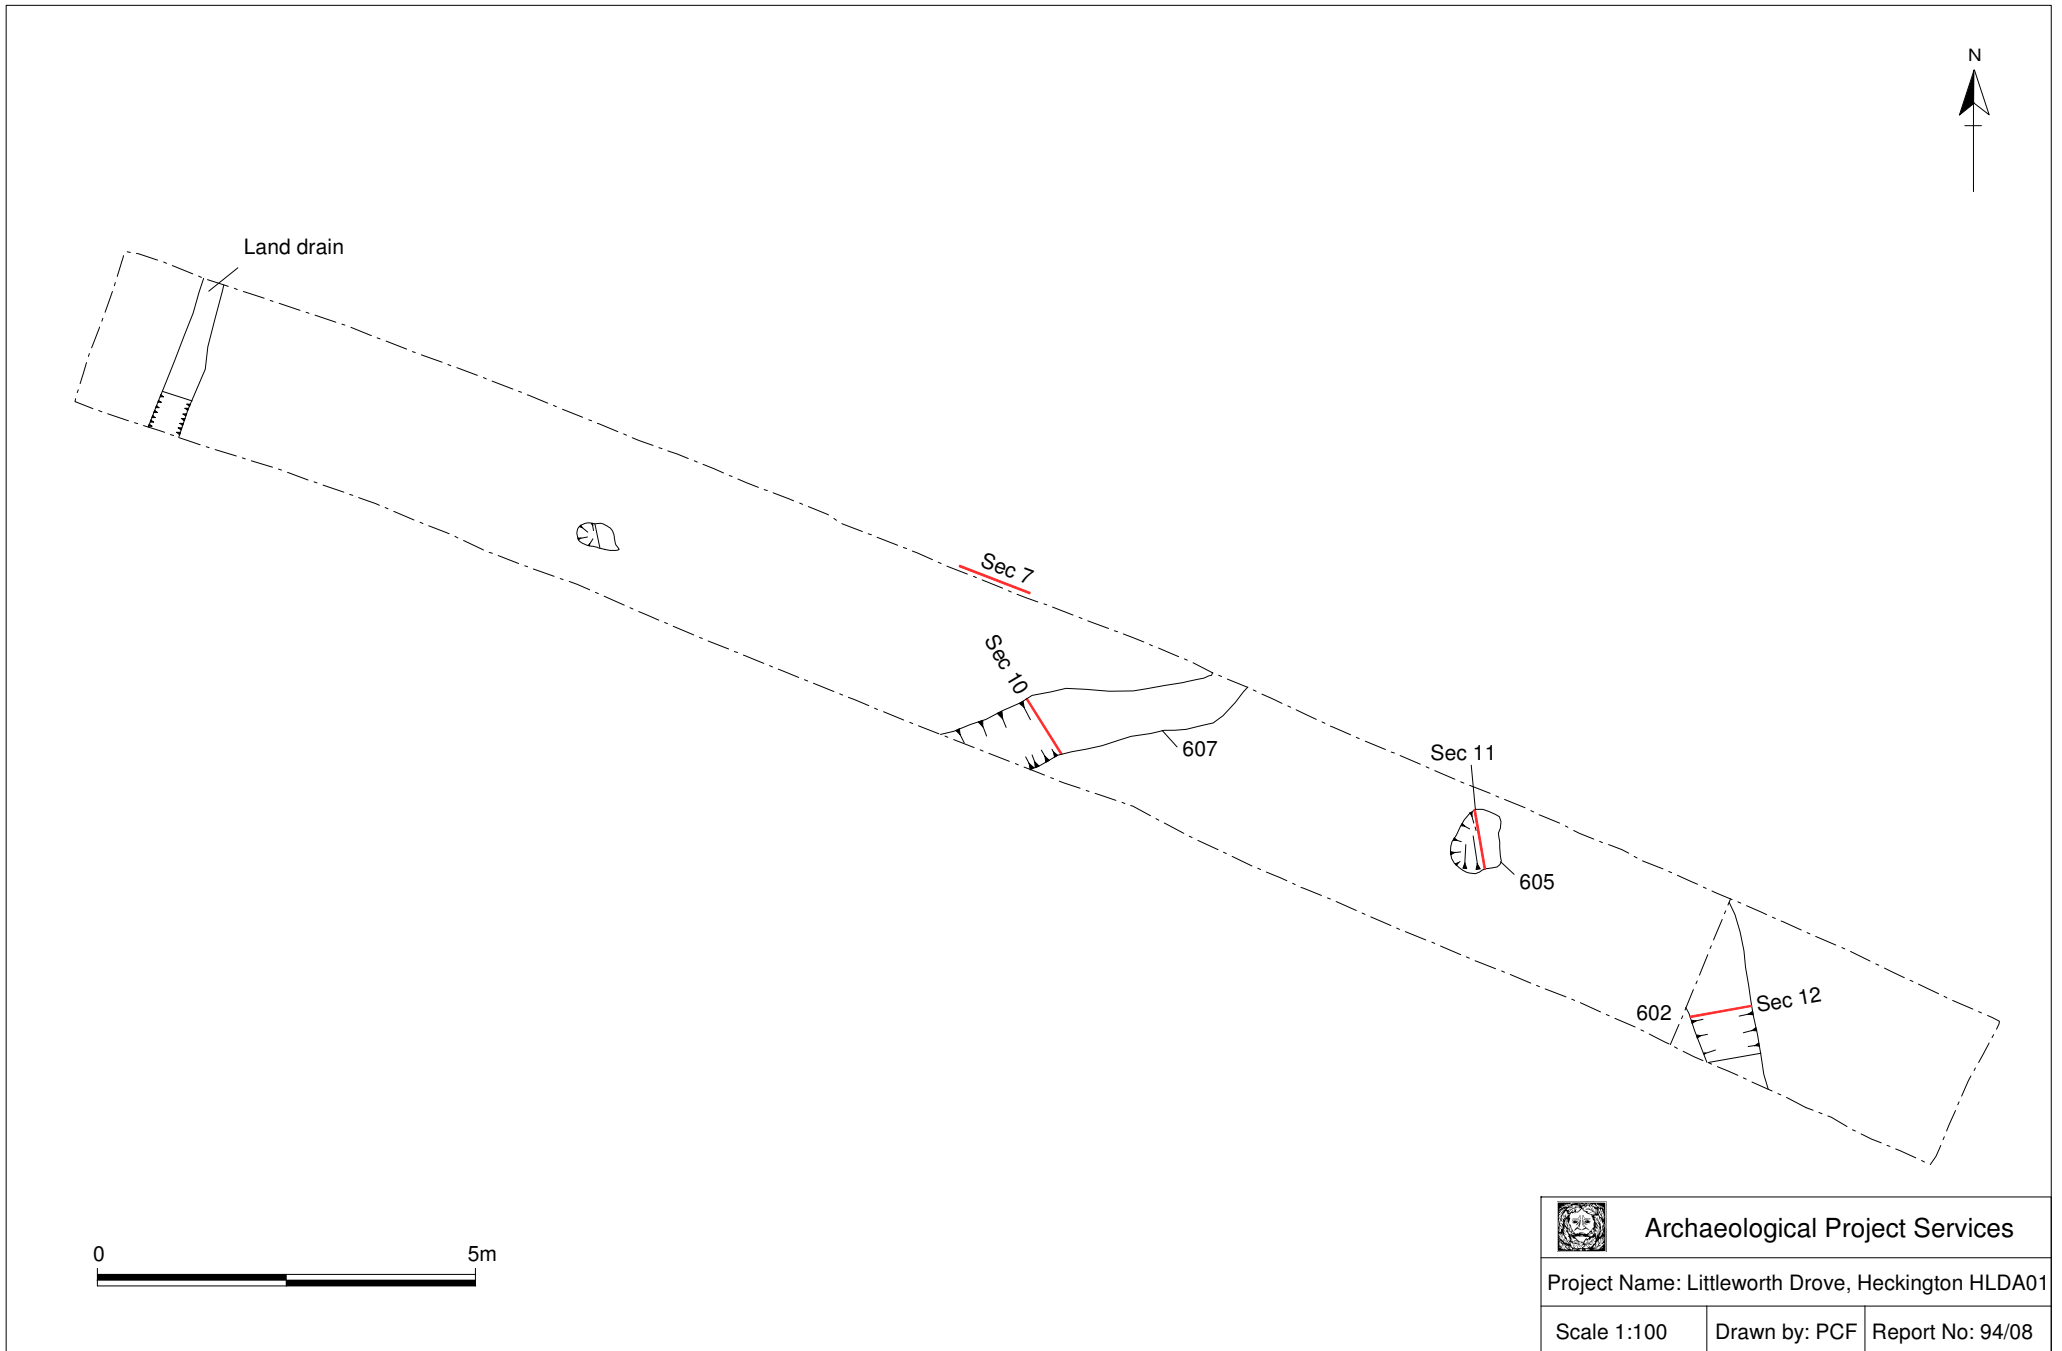 N
Land drain
Sec 7
Sec 10
607
Sec 11
605
602
Sec 12
0 5m
Archaeological Project Services
Project Name: Littleworth Drove, Heckington HLDA01
Scale 1:100
Drawn by: PCF
Report No: 94/08